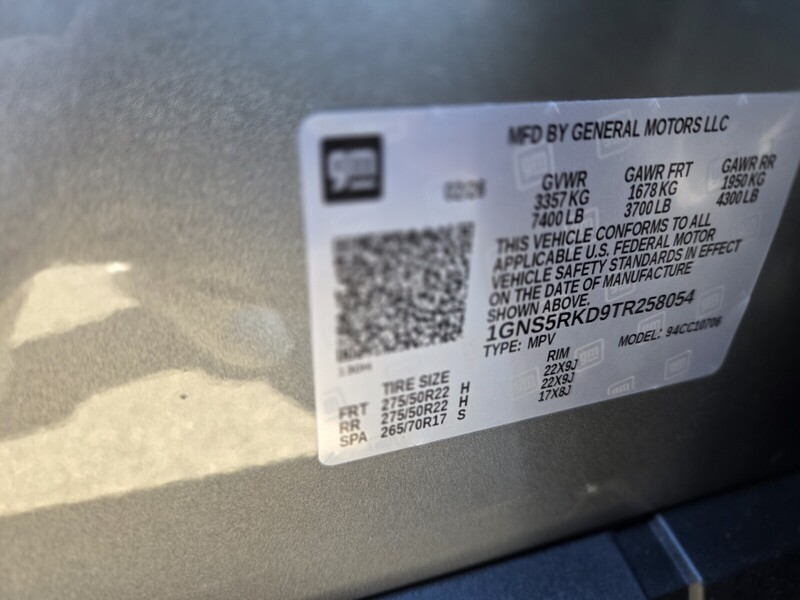 gm
MFD BY GENERAL MOTORS LLC
02/26
GVWR GAWR FRT GAWR RR
3357 KG 1678 KG 1950 KG
7400 LB 3700 LB 4300 LB
THIS VEHICLE CONFORMS TO ALL
APPLICABLE U.S. FEDERAL MOTOR
VEHICLE SAFETY STANDARDS IN EFFECT
ON THE DATE OF MANUFACTURE
SHOWN ABOVE.
1GNS5RKD9TR258054
TYPE: MPV MODEL: 94CC10706
TIRE SIZE RIM
FRT 275/50R22 H 22X9J
RR 275/50R22 H 22X9J
SPA 265/70R17 S 17X8J